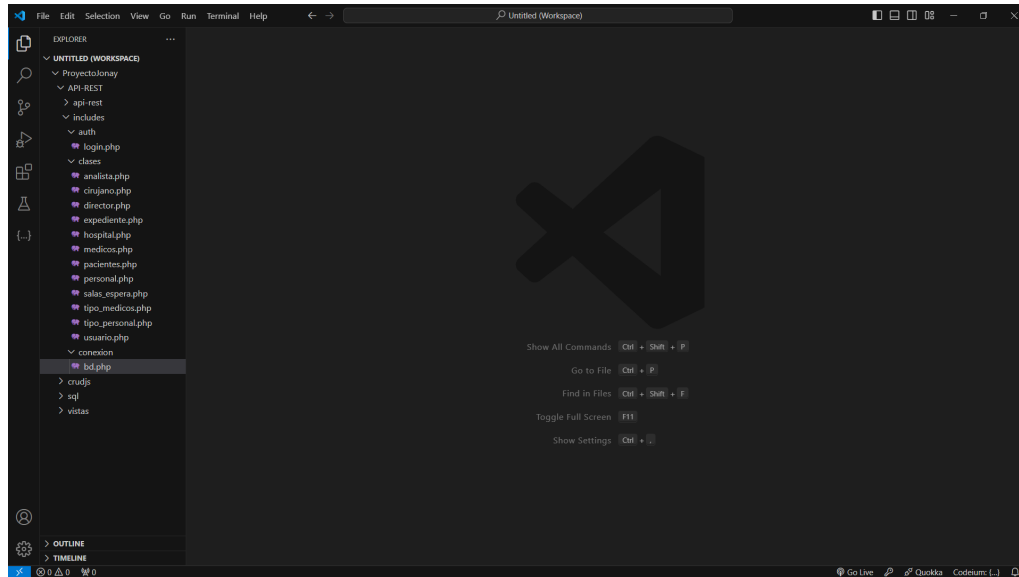 File Edit Selection View Go Run Terminal Help
Untitled (Workspace)
EXPLORER
UNTITLED (WORKSPACE)
ProyectoJonay
API-REST
api-rest
includes
auth
login.php
clases
analista.php
cirujano.php
director.php
expediente.php
hospital.php
medicos.php
pacientes.php
personal.php
salas_espera.php
tipo_medicos.php
tipo_personal.php
usuario.php
conexion
bd.php
crudjs
sql
vistas
Show All Commands Ctrl + Shift + P
Go to File Ctrl + P
Find in Files Ctrl + Shift + F
Toggle Full Screen F11
Show Settings Ctrl + ,
OUTLINE
TIMELINE
0 0 0 Go Live Quokka Codeium: {...}